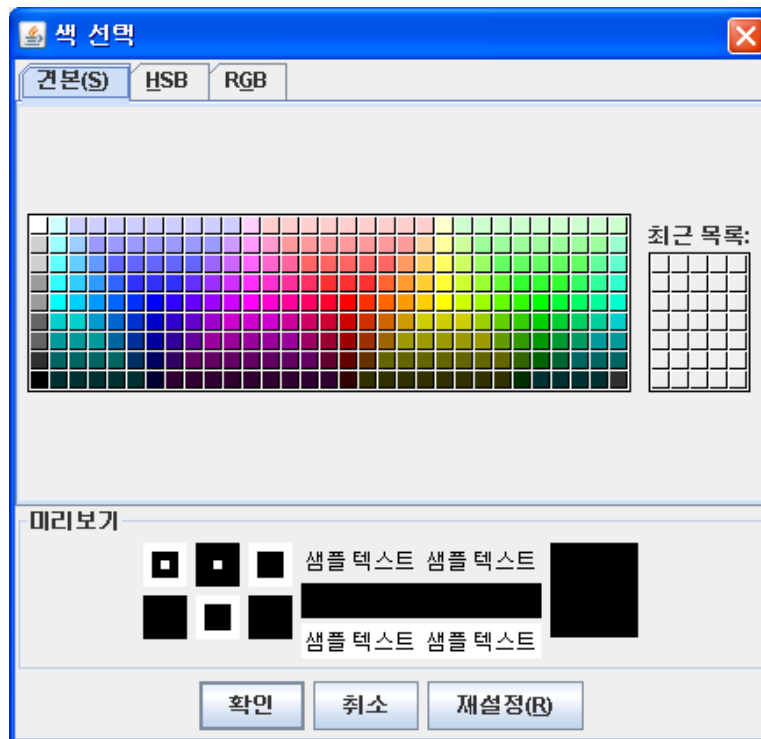 색 선택
견본(S) HSB RGB
최근 목록:
미리 보기
샘플 텍스트 샘플 텍스트
샘플 텍스트 샘플 텍스트
확인 취소 재설정(R)